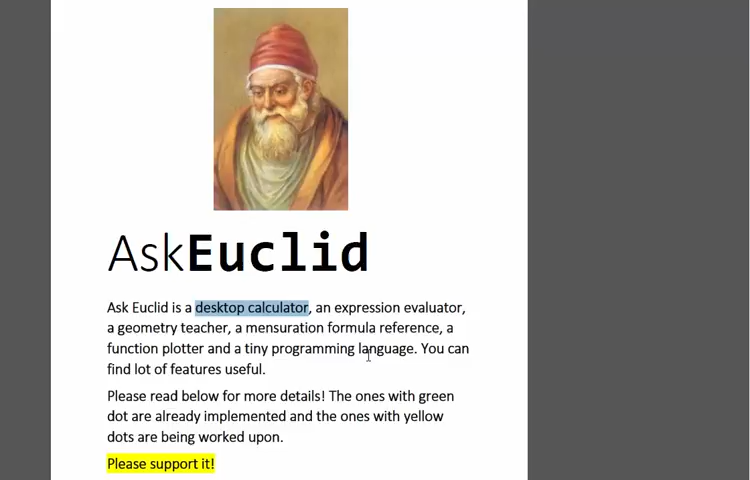 AskEuclid
Ask Euclid is a desktop calculator, an expression evaluator,
a geometry teacher, a mensuration formula reference, a
function plotter and a tiny programming language. You can
find lot of features useful.
Please read below for more details! The ones with green
dot are already implemented and the ones with yellow
dots are being worked upon.
Please support it!